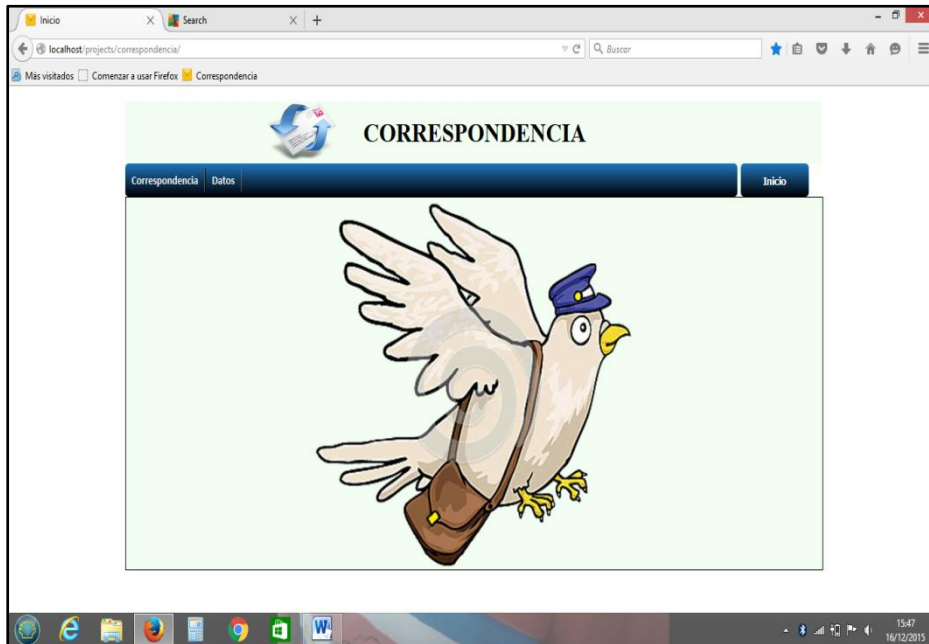 Inicio
Search
localhost/projects/correspondencia/
Buscar
Más visitados
Comenzar a usar Firefox
Correspondencia
CORRESPONDENCIA
Correspondencia
Datos
Inicio
15:47
16/12/2015